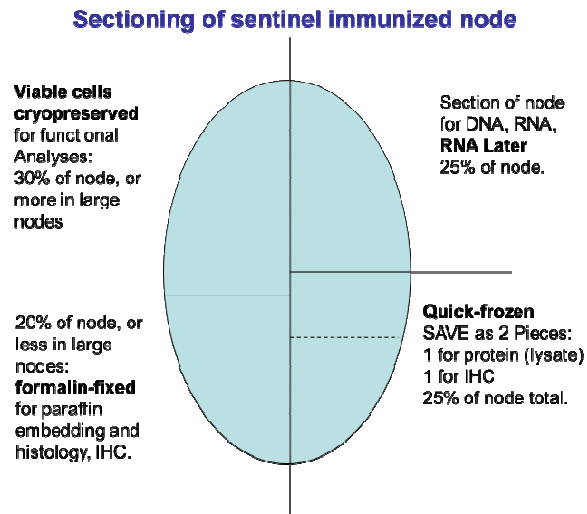 Sectioning of sentinel immunized node
Viable cells
cryopreserved
for functional
Analyses:
30% of node, or
more in large
nodes
Section of node
for DNA, RNA,
RNA Later
25% of node.
20% of node, or
less in large
nodes:
formalin-fixed
for paraffin
embedding and
histology, IHC.
Quick-frozen
SAVE as 2 Pieces:
1 for protein (lysate)
1 for IHC
25% of node total.